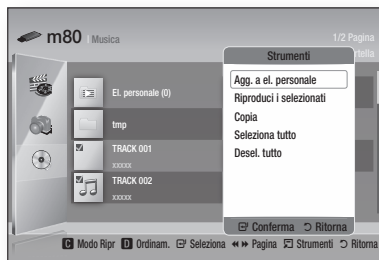 m80 Musica
1/2 Pagina
rtella
Strumenti
El. personale (0)
tmp
TRACK 001
xxxxx
TRACK 002
xxxxx
Agg. a el. personale
Riproduci i selezionati
Copia
Seleziona tutto
Desel. tutto
Conferma Ritorna
C Modo Ripr D Ordinam. Seleziona Pagina Strumenti Ritorna